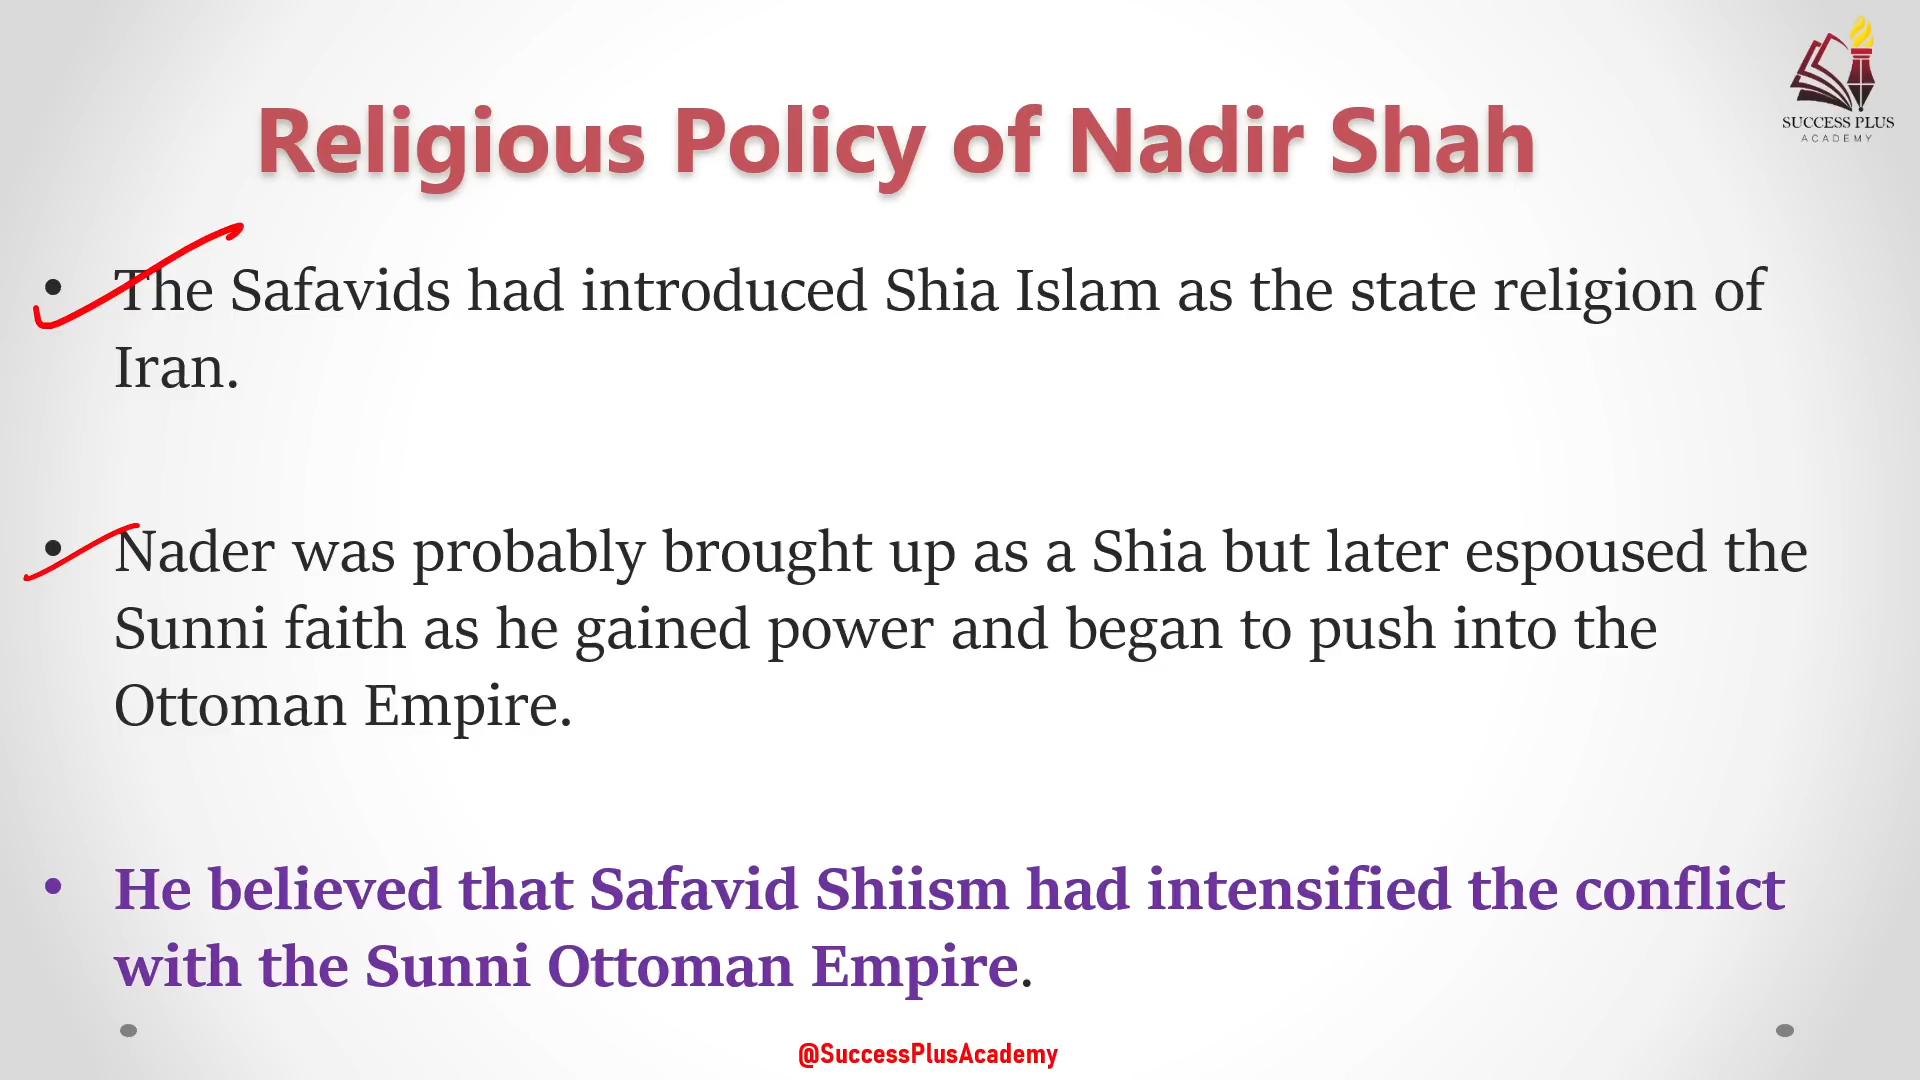 SUCCESS PLUS
ACADEMY
Religious Policy of Nadir Shah
• The Safavids had introduced Shia Islam as the state religion of
Iran.
• Nader was probably brought up as a Shia but later espoused the
Sunni faith as he gained power and began to push into the
Ottoman Empire.
• He believed that Safavid Shiism had intensified the conflict
with the Sunni Ottoman Empire.
@SuccessPlusAcademy